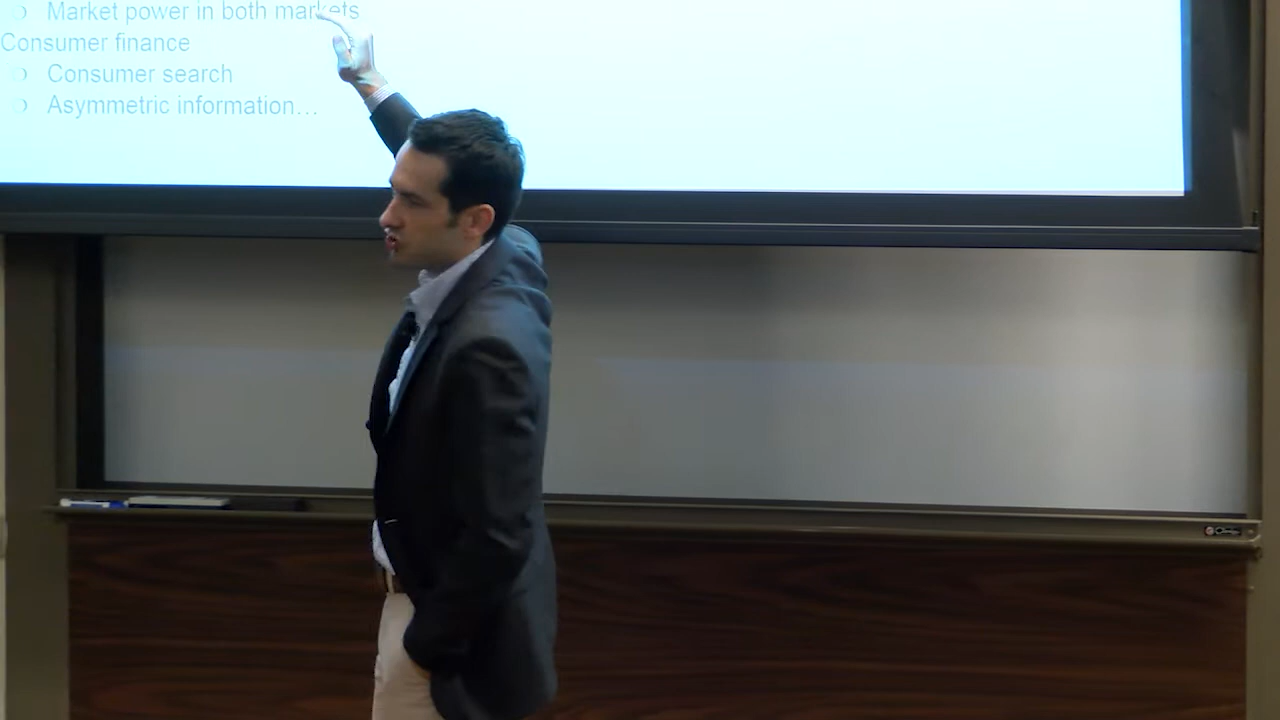 Market power in both markets
Consumer finance
Consumer search
Asymmetric information…